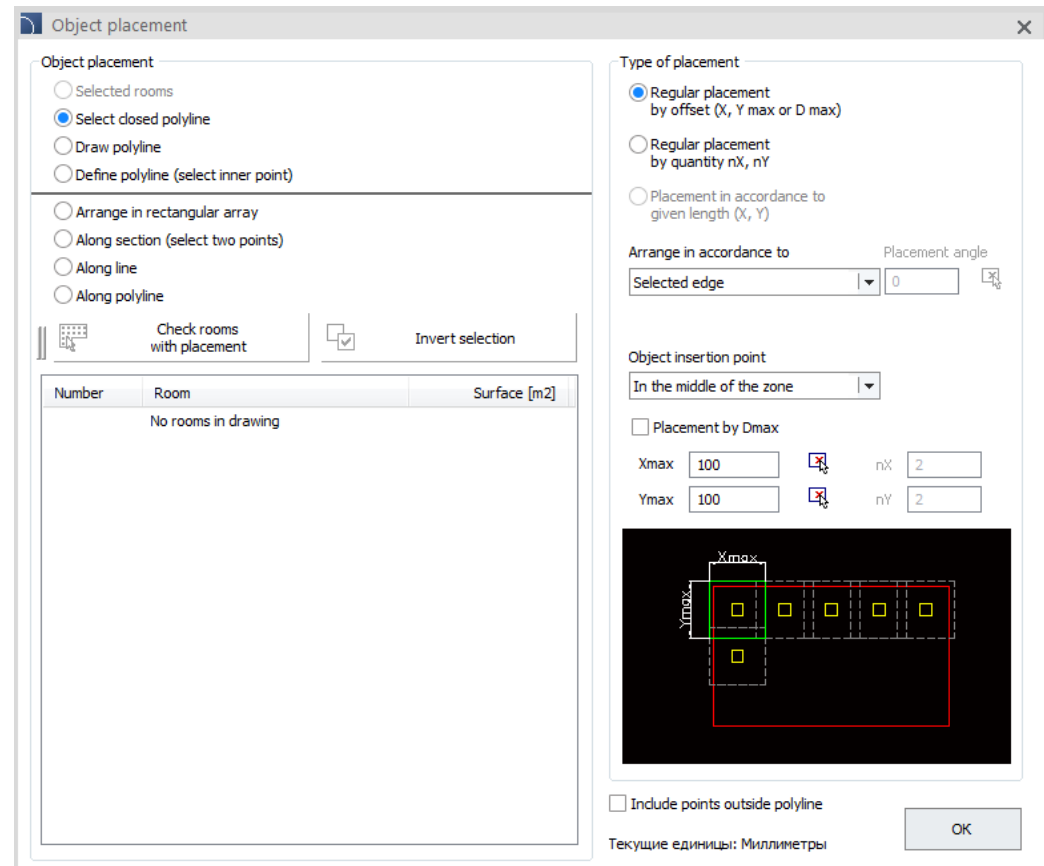 Object placement
Object placement
Selected rooms
Select closed polyline
Draw polyline
Define polyline (select inner point)
Arrange in rectangular array
Along section (select two points)
Along line
Along polyline
Check rooms
with placement
Invert selection
Number Room Surface [m2]
No rooms in drawing
Type of placement
Regular placement
by offset (X, Y max or D max)
Regular placement
by quantity nX, nY
Placement in accordance to
given length (X, Y)
Arrange in accordance to Placement angle
Selected edge 0
Object insertion point
In the middle of the zone
Placement by Dmax
Xmax 100 nX 2
Ymax 100 nY 2
Xmax
Ymax
Include points outside polyline
Текущие единицы: Миллиметры
OK